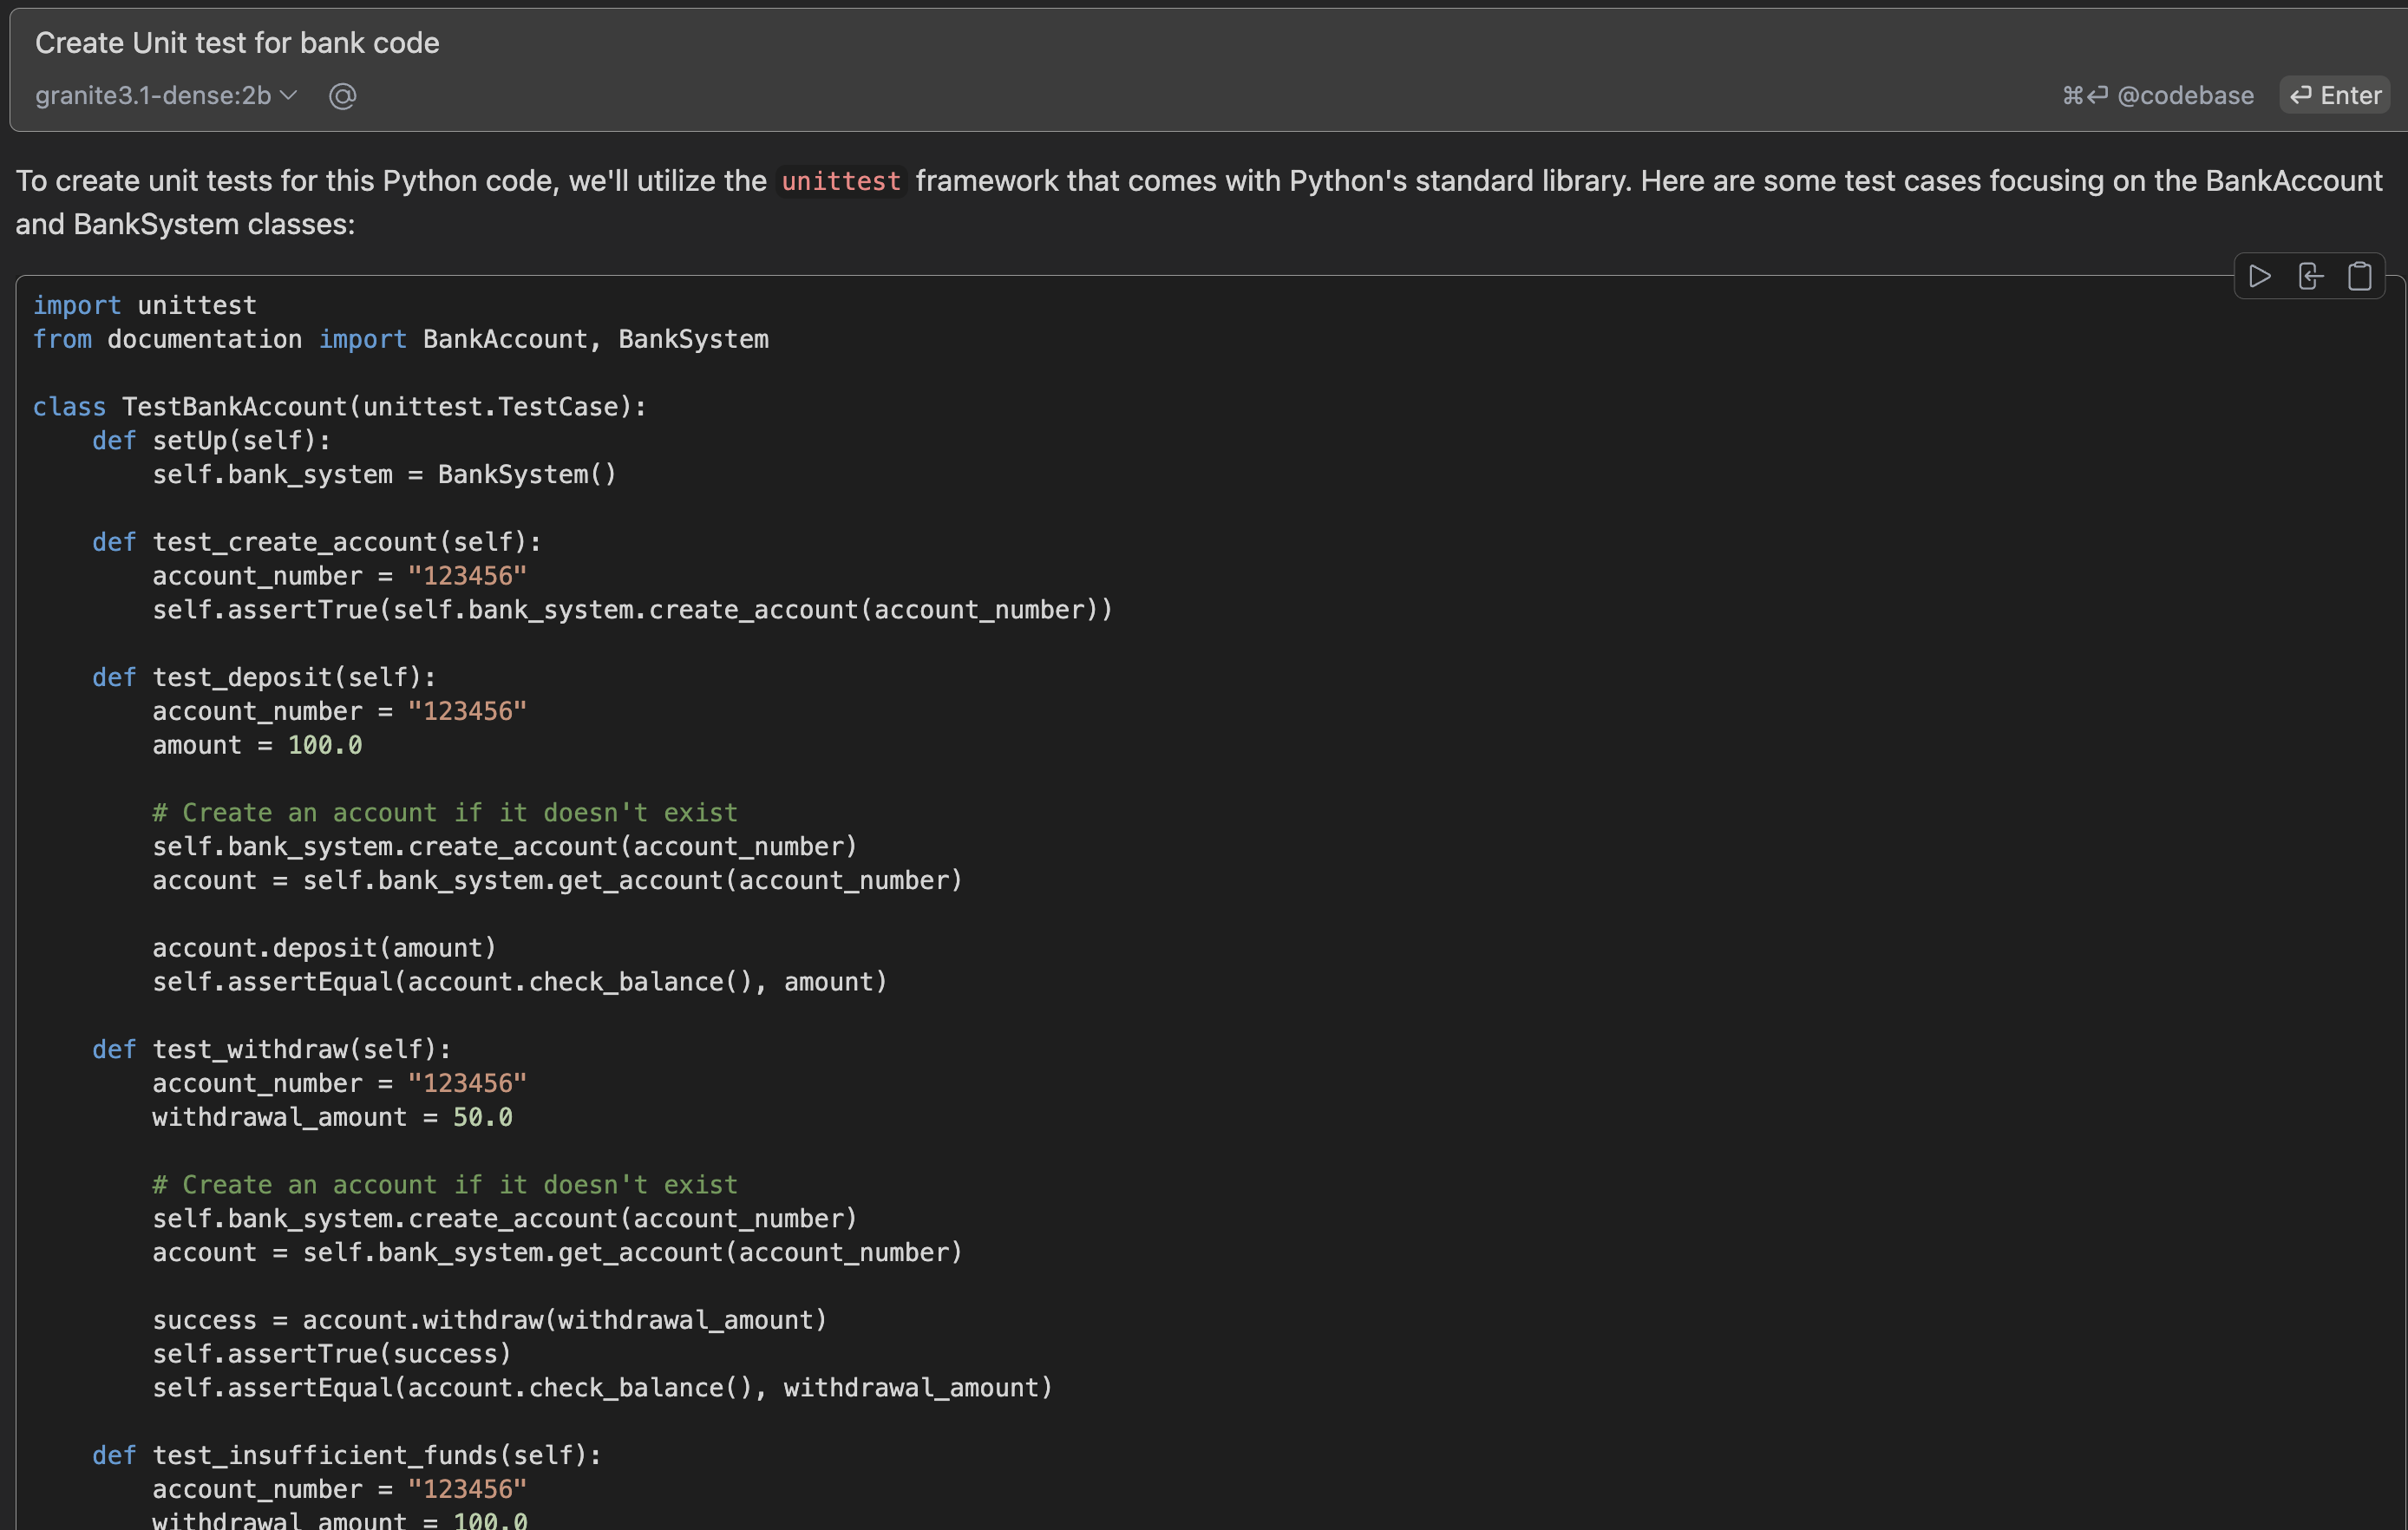 Create Unit test for bank code
granite3.1-dense:2b @ ⌘⏎ @codebase ⏎ Enter
To create unit tests for this Python code, we'll utilize the unittest framework that comes with Python's standard library. Here are some test cases focusing on the BankAccount
and BankSystem classes:
import unittest
from documentation import BankAccount, BankSystem
class TestBankAccount(unittest.TestCase):
    def setUp(self):
        self.bank_system = BankSystem()
    def test_create_account(self):
        account_number = "123456"
        self.assertTrue(self.bank_system.create_account(account_number))
    def test_deposit(self):
        account_number = "123456"
        amount = 100.0
        # Create an account if it doesn't exist
        self.bank_system.create_account(account_number)
        account = self.bank_system.get_account(account_number)
        account.deposit(amount)
        self.assertEqual(account.check_balance(), amount)
    def test_withdraw(self):
        account_number = "123456"
        withdrawal_amount = 50.0
        # Create an account if it doesn't exist
        self.bank_system.create_account(account_number)
        account = self.bank_system.get_account(account_number)
        success = account.withdraw(withdrawal_amount)
        self.assertTrue(success)
        self.assertEqual(account.check_balance(), withdrawal_amount)
    def test_insufficient_funds(self):
        account_number = "123456"
        withdrawal_amount = 100.0